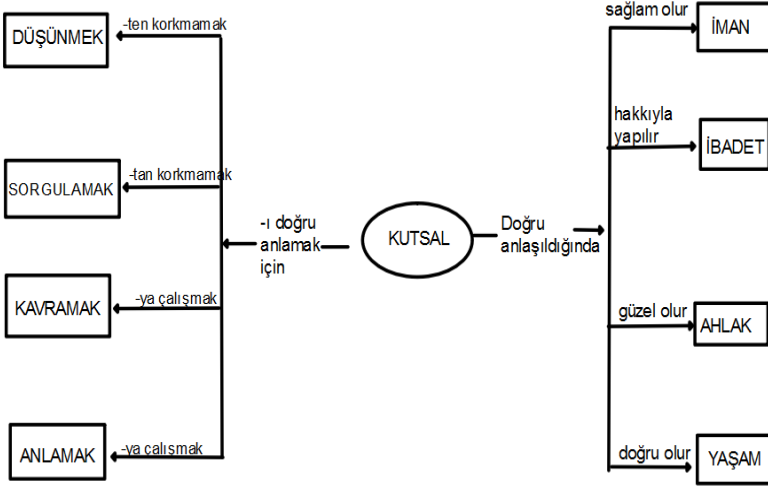 DÜŞÜNMEK
-ten korkmamak
SORGULAMAK
-tan korkmamak
KAVRAMAK
-ya çalışmak
ANLAMAK
-ya çalışmak
-ı doğru
anlamak
için
KUTSAL
Doğru
anlaşıldığında
sağlam olur
İMAN
hakkıyla
yapılır
İBADET
güzel olur
AHLAK
doğru olur
YAŞAM